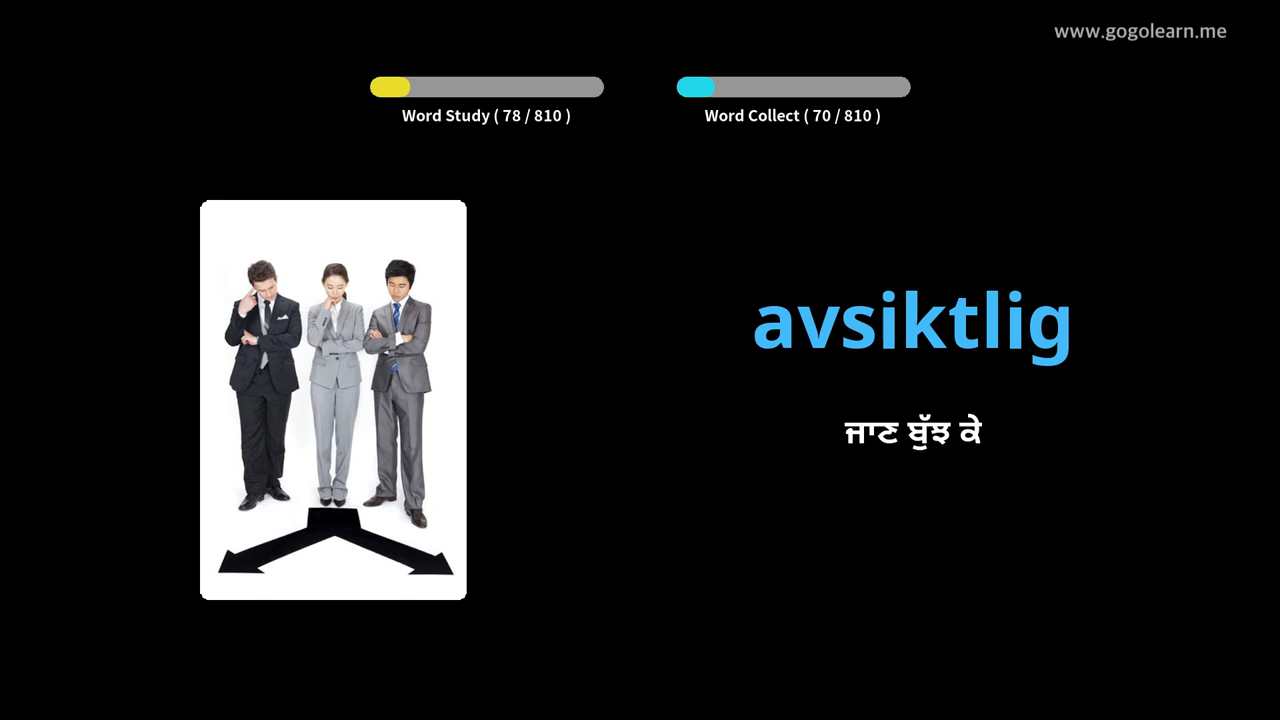 www.gogolearn.me
Word Study ( 78 / 810 )
Word Collect ( 70 / 810 )
avsiktlig
ਜਾਣ ਬੁੱਝ ਕੇ